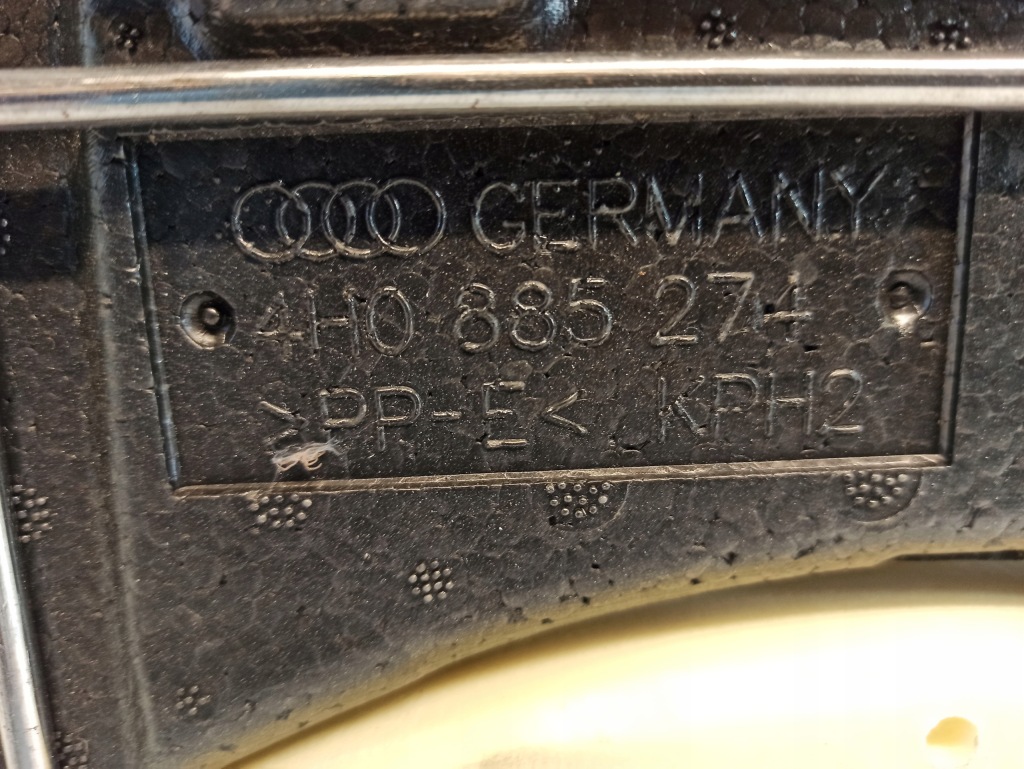 GERMANY
4H0 885 274
>PP-E< KPH2